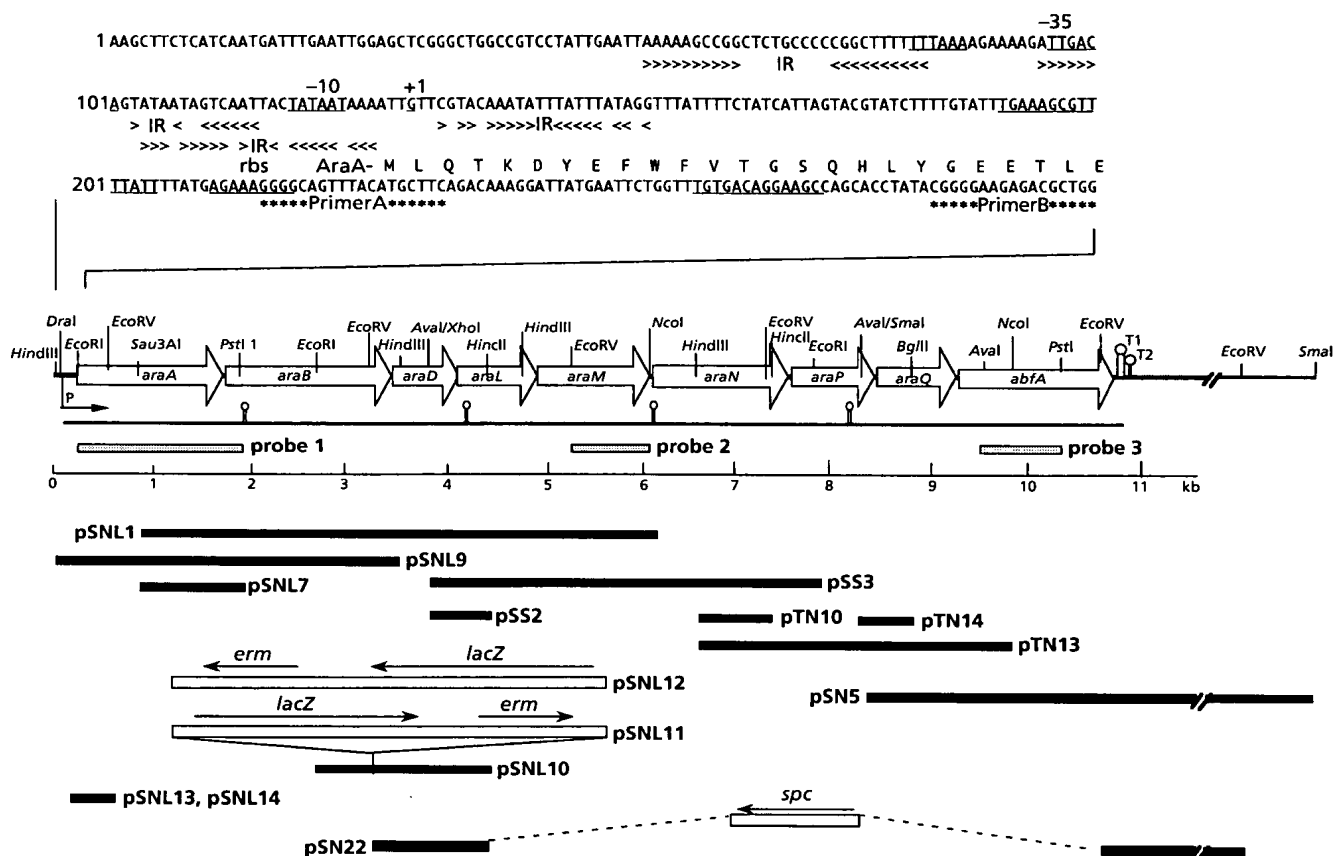 −35
1 AAGCTTCTCATCAATGATTTGAATTGGAGCTCGGGCTGGCCGTCCTATTGAATTAAAAAGCCGGCTCTGCCCCCGGCTTTTTTTAAAAGAAAAGATTGAC
>>>>>>>>>> IR <<<<<<<<<< >>>>>>
−10 +1
101 AGTATAATAGTCAATTACTATAATAAAATTGTTCGTACAAATATTTATTTATAGGTTTATTTTCTATCATTAGTACGTATCTTTTGTATTTGAAAGCGTT
> IR < <<<<<< > >> >>>>>IR<<<<<< << <
>>> >>>>> >IR< <<<<< <<<
rbs AraA- M L Q T K D Y E F W F V T G S Q H L Y G E E T L E
201 TTATTTTATGAGAAAGGGGCAGTTTACATGCTTCAGACAAAGGATTATGAATTCTGGTTTGTGACAGGAAGCCAGCACCTATACGGGGAAGAGACGCTGG
*****PrimerA****** *****PrimerB*****
HindIII DraI EcoRI EcoRV Sau3AI PstI 1 EcoRI EcoRV HindIII AvaI/XhoI HincII HindIII EcoRV NcoI HindIII EcoRV HincII EcoRI AvaI/SmaI BglII AvaI NcoI PstI EcoRV T1 T2 EcoRV SmaI
araA araB araD araL araM araN araP araQ abfA
P
probe 1 probe 2 probe 3
0 1 2 3 4 5 6 7 8 9 10 11 kb
pSNL1
pSNL9
pSNL7 pSS3
pSS2 pTN10 pTN14
pTN13
erm lacZ
pSNL12
pSN5
lacZ erm
pSNL11
pSNL10
pSNL13, pSNL14
spc
pSN22